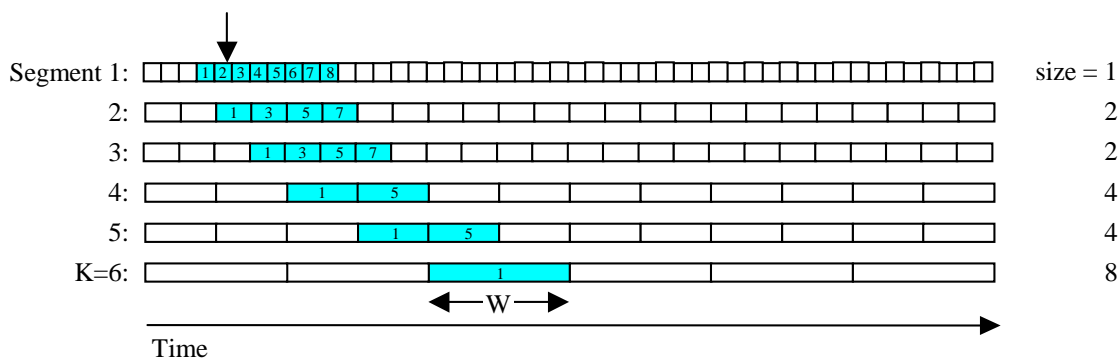 Segment 1: 1 2 3 4 5 6 7 8 size = 1
2: 1 3 5 7 2
3: 1 3 5 7 2
4: 1 5 4
5: 1 5 4
K=6: 1 8
W
Time